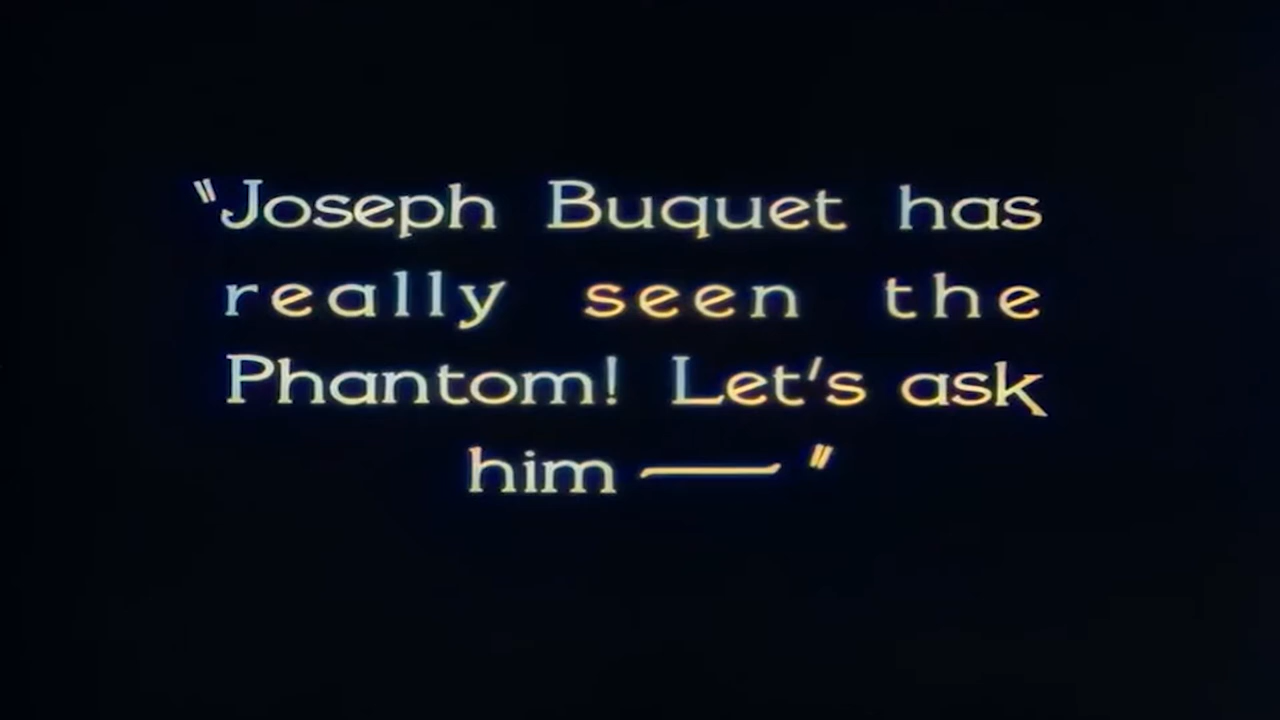 "Joseph Buquet has
really seen the
Phantom! Let's ask
him — "